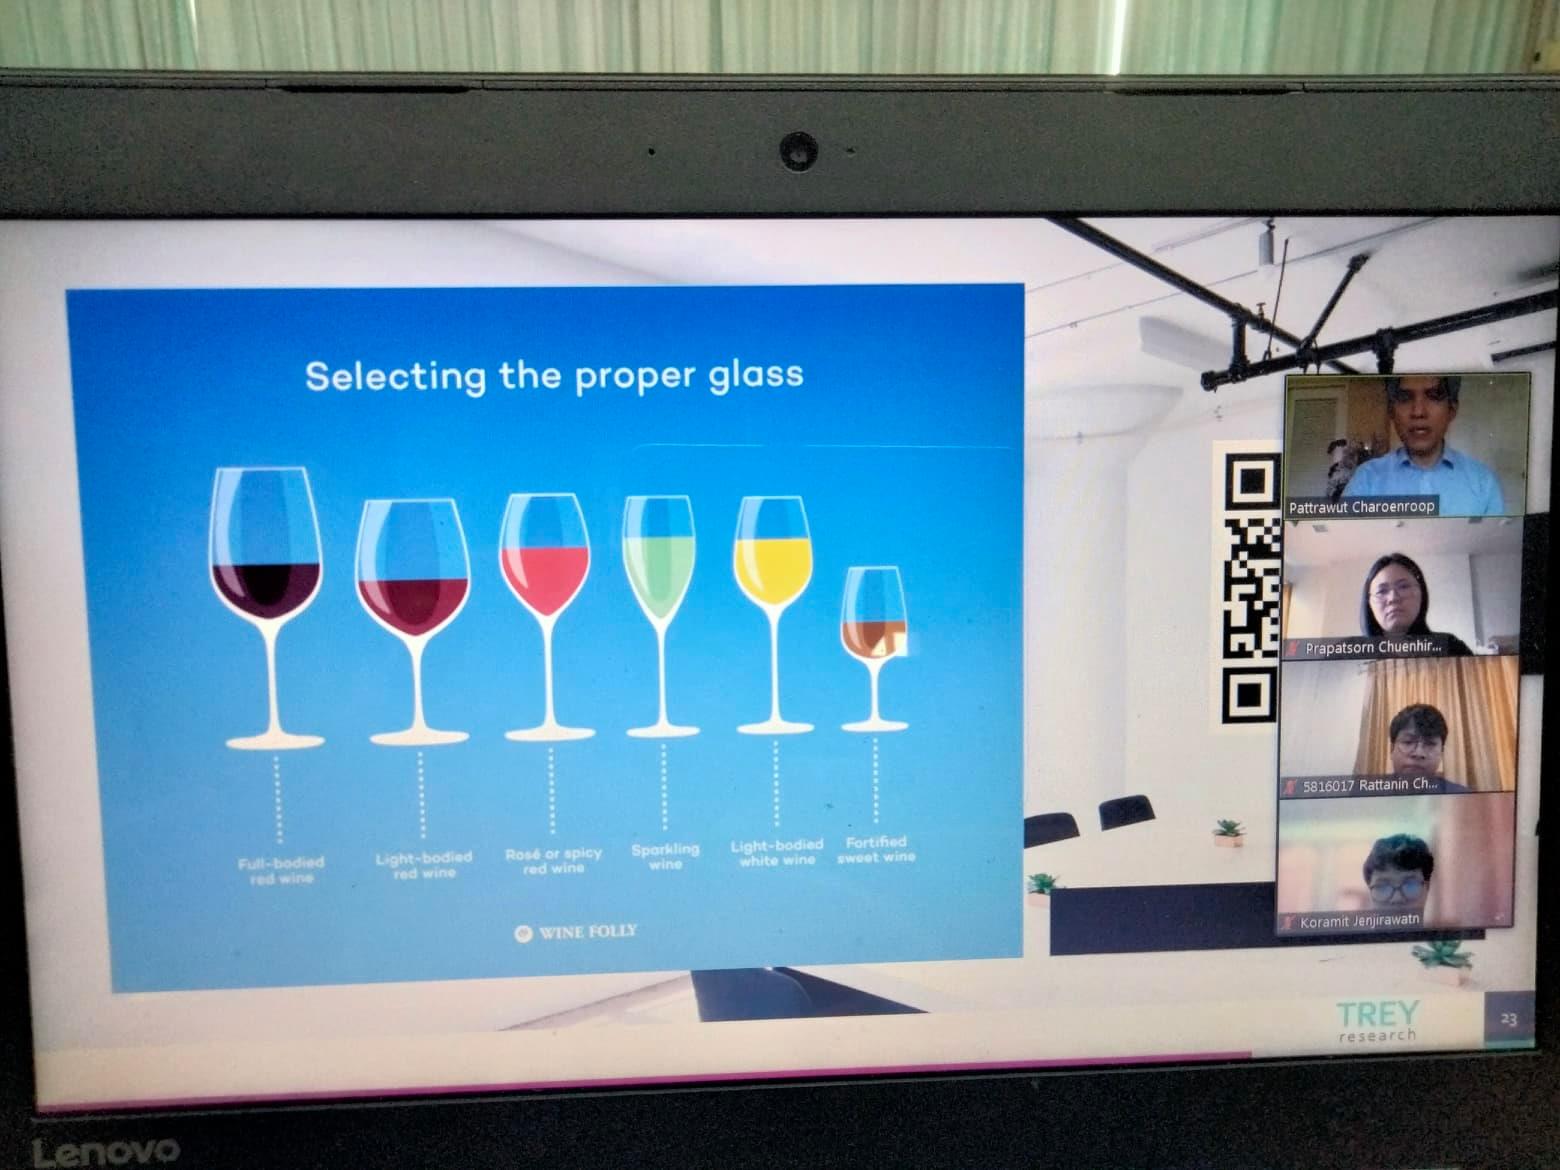 Selecting the proper glass
Full-bodied
red wine
Light-bodied
red wine
Rosé or spicy
red wine
Sparkling
wine
Light-bodied
white wine
Fortified
sweet wine
WINE FOLLY
Pattrawut Charoenroop
Prapatsorn Chuenhir...
5816017 Rattanin Ch...
Koramit Jenjirawatn
TREY
research
23
Lenovo